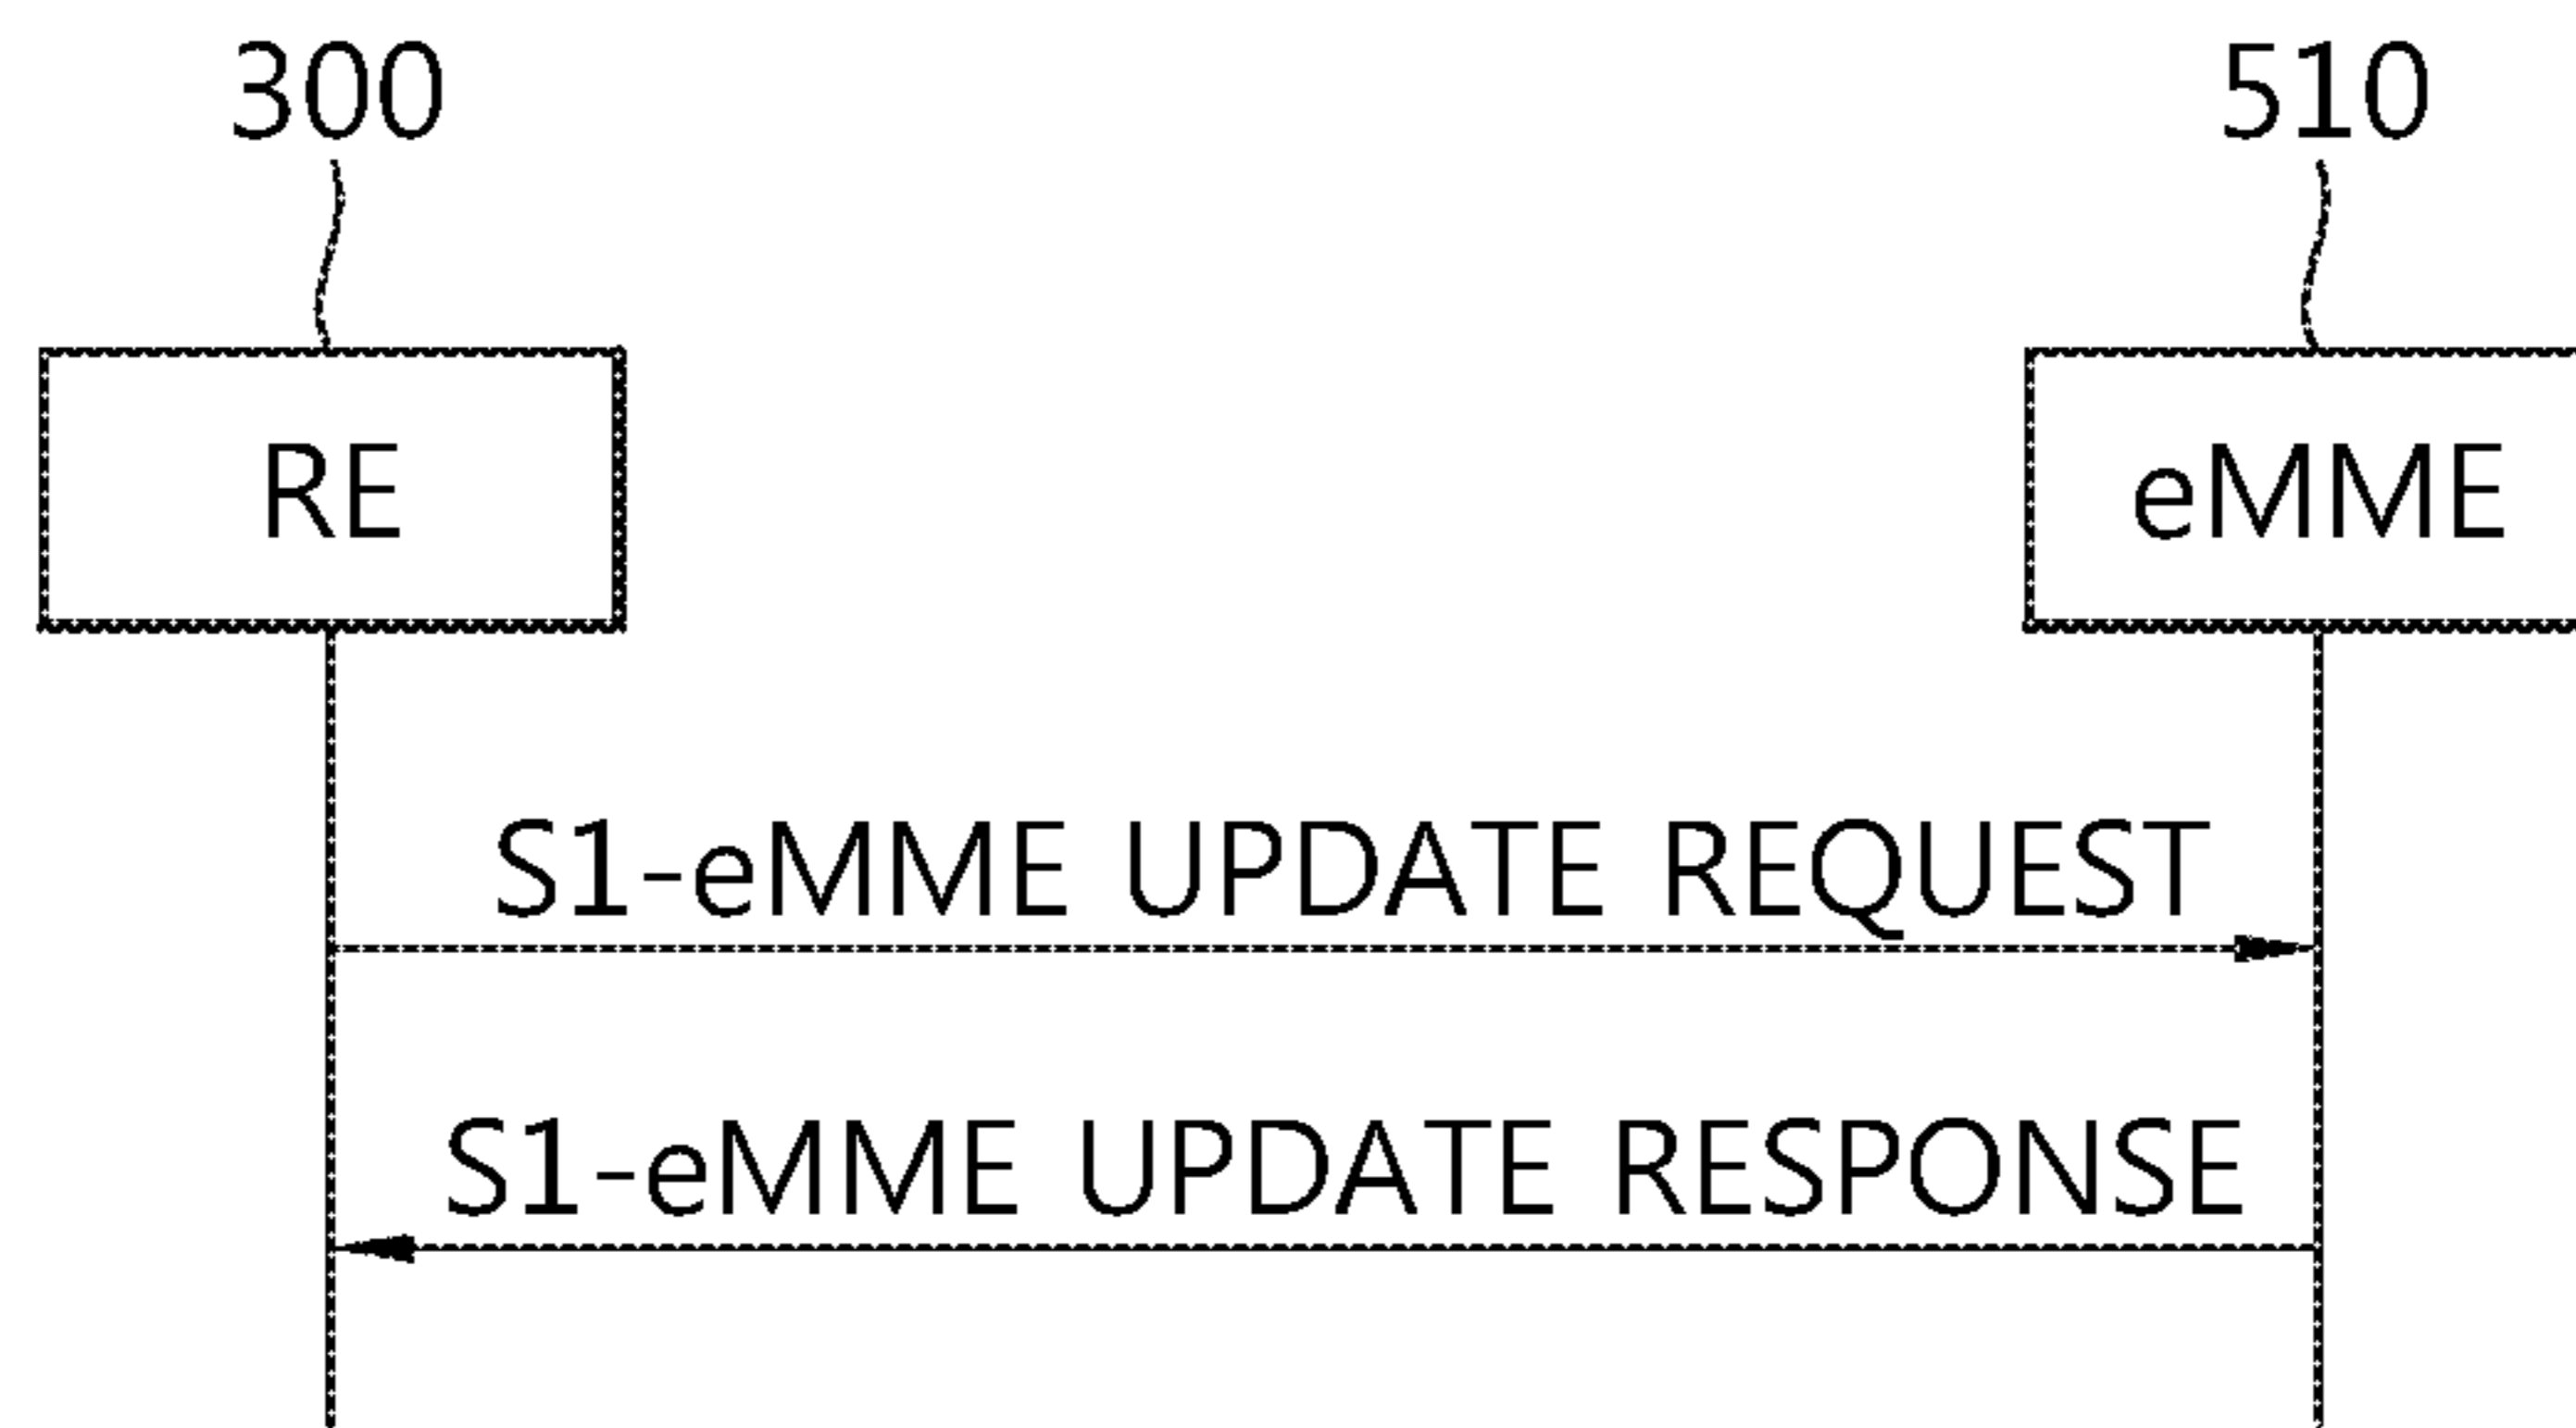 300 510
RE eMME
S1-eMME UPDATE REQUEST
S1-eMME UPDATE RESPONSE